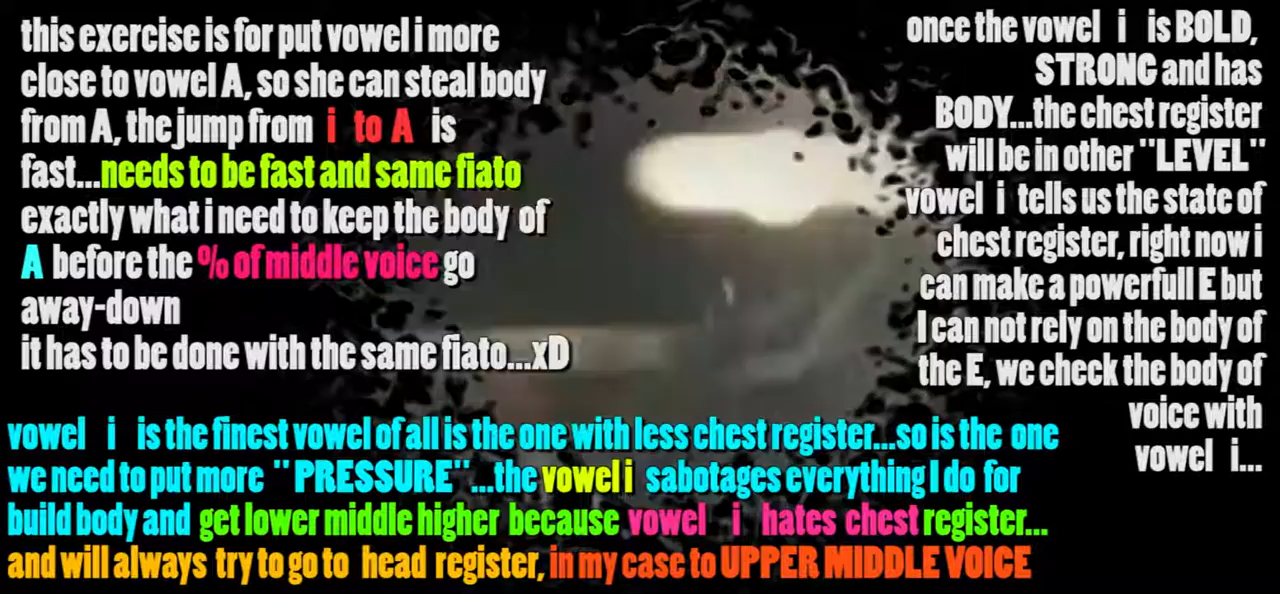 this exercise is for put vowel i more
close to vowel A, so she can steal body
from A, the jump from i to A is
fast...needs to be fast and same fiato
exactly what i need to keep the body of
A before the % of middle voice go
away-down
it has to be done with the same fiato...xD
once the vowel i is BOLD,
STRONG and has
BODY...the chest register
will be in other "LEVEL"
vowel i tells us the state of
chest register, right now i
can make a powerfull E but
I can not rely on the body of
the E, we check the body of
voice with
vowel i...
vowel i is the finest vowel of all is the one with less chest register...so is the one
we need to put more "PRESSURE"...the vowel i sabotages everything I do for
build body and get lower middle higher because vowel i hates chest register...
and will always try to go to head register, in my case to UPPER MIDDLE VOICE